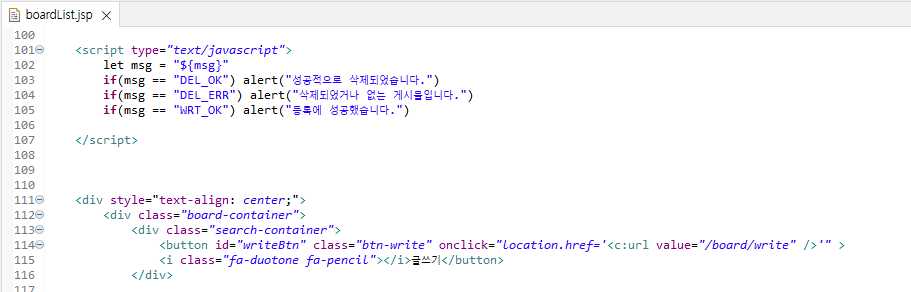 boardList.jsp
100
101 <script type="text/javascript">
102 let msg = "${msg}"
103 if(msg == "DEL_OK") alert("성공적으로 삭제되었습니다.")
104 if(msg == "DEL_ERR") alert("삭제되었거나 없는 게시물입니다.")
105 if(msg == "WRT_OK") alert("등록에 성공했습니다.")
106
107 </script>
108
109
110
111 <div style="text-align: center;">
112 <div class="board-container">
113 <div class="search-container">
114 <button id="writeBtn" class="btn-write" onclick="location.href='<c:url value="/board/write" />'" >
115 <i class="fa-duotone fa-pencil"></i>글쓰기</button>
116 </div>
117